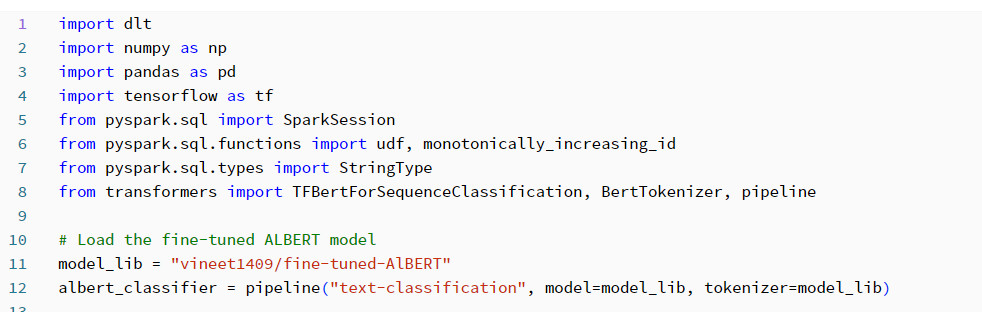 1 import dlt
2 import numpy as np
3 import pandas as pd
4 import tensorflow as tf
5 from pyspark.sql import SparkSession
6 from pyspark.sql.functions import udf, monotonically_increasing_id
7 from pyspark.sql.types import StringType
8 from transformers import TFBertForSequenceClassification, BertTokenizer, pipeline
9
10 # Load the fine-tuned ALBERT model
11 model_lib = "vineet1409/fine-tuned-AlBERT"
12 albert_classifier = pipeline("text-classification", model=model_lib, tokenizer=model_lib)
13